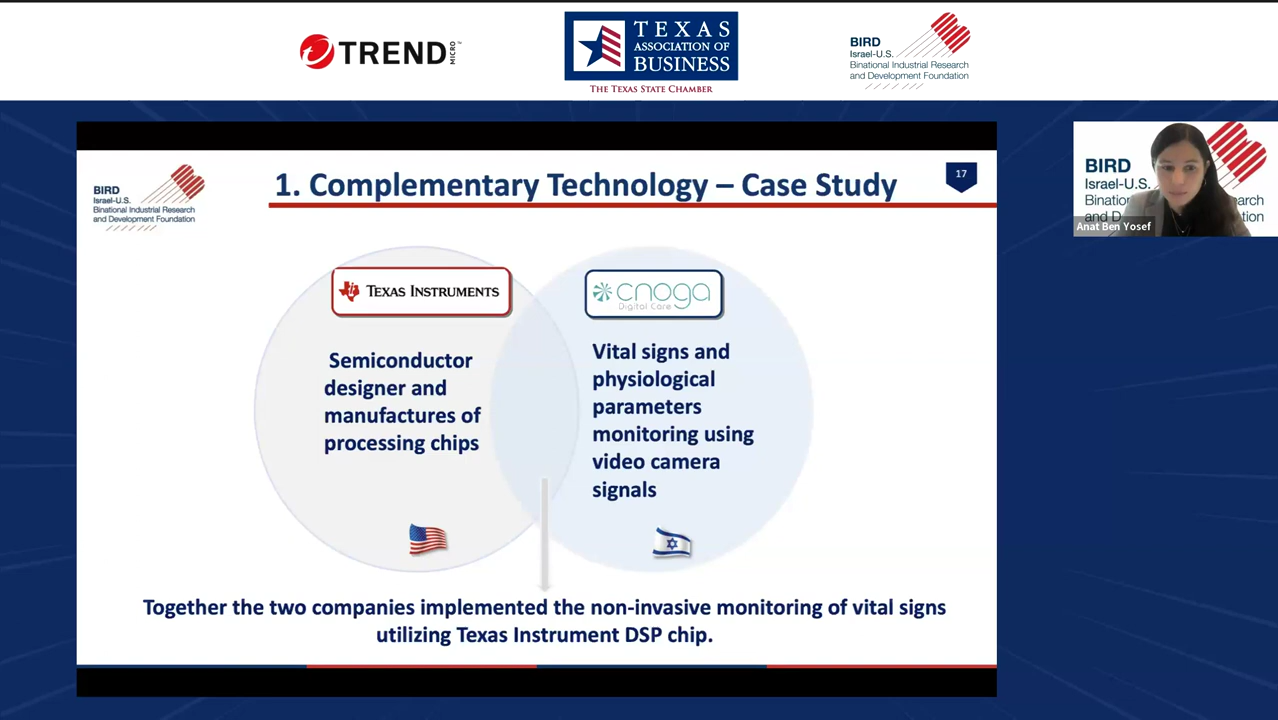 TREND MICRO™
TEXAS
ASSOCIATION OF
BUSINESS
THE TEXAS STATE CHAMBER
BIRD
Israel-U.S.
Binational Industrial Research
and Development Foundation
BIRD
Israel-U.S.
Binational Industrial Research
and Development Foundation
1. Complementary Technology – Case Study
17
TEXAS INSTRUMENTS
Semiconductor
designer and
manufactures of
processing chips
cnoga
Digital Care
Vital signs and
physiological
parameters
monitoring using
video camera
signals
Together the two companies implemented the non-invasive monitoring of vital signs
utilizing Texas Instrument DSP chip.
BIRD
Israel-U.S.
Anat Ben Yosef